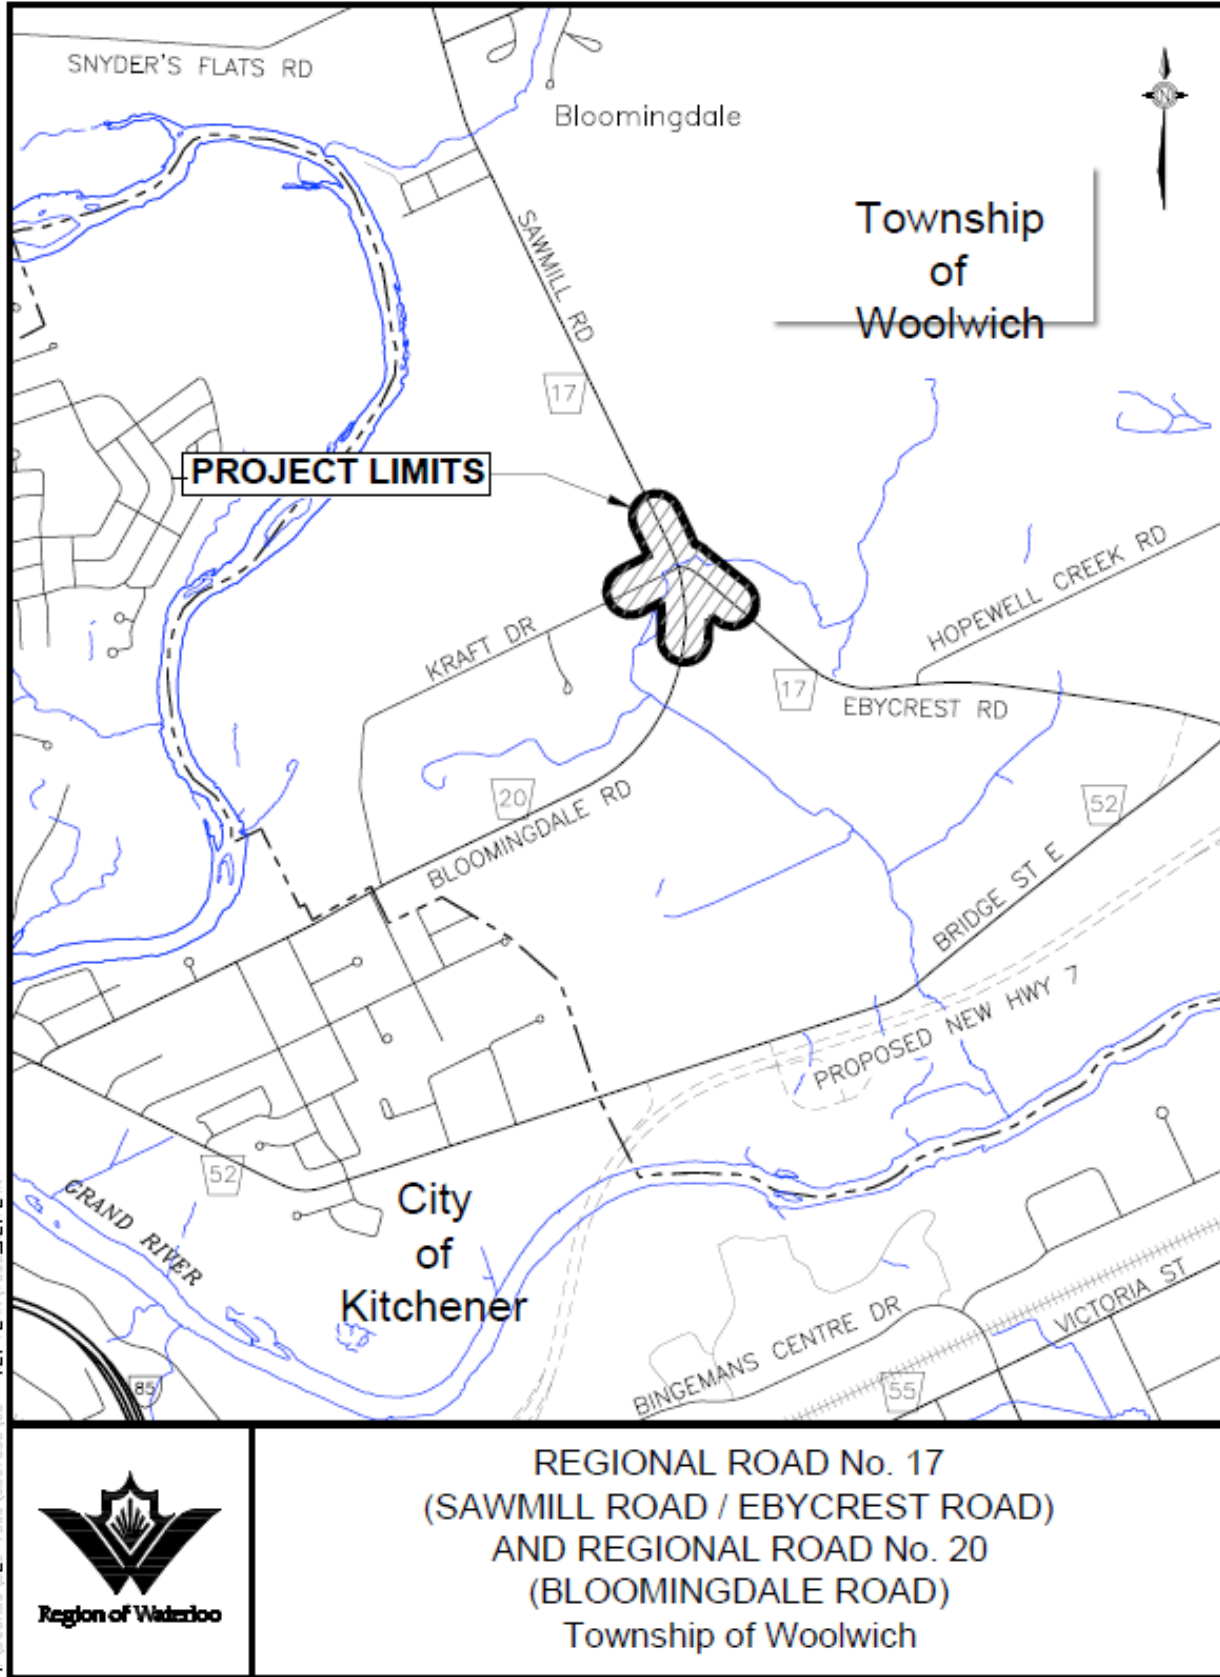 SNYDER'S FLATS RD
Bloomingdale
N
Township
of
Woolwich
SAWMILL RD
17
PROJECT LIMITS
HOPEWELL CREEK RD
KRAFT DR
17
EBYCREST RD
20
BLOOMINGDALE RD
52
BRIDGE ST E
PROPOSED NEW HWY 7
52
GRAND RIVER
City
of
Kitchener
VICTORIA ST
BINGEMANS CENTRE DR
85
55
Region of Waterloo
REGIONAL ROAD No. 17
(SAWMILL ROAD / EBYCREST ROAD)
AND REGIONAL ROAD No. 20
(BLOOMINGDALE ROAD)
Township of Woolwich